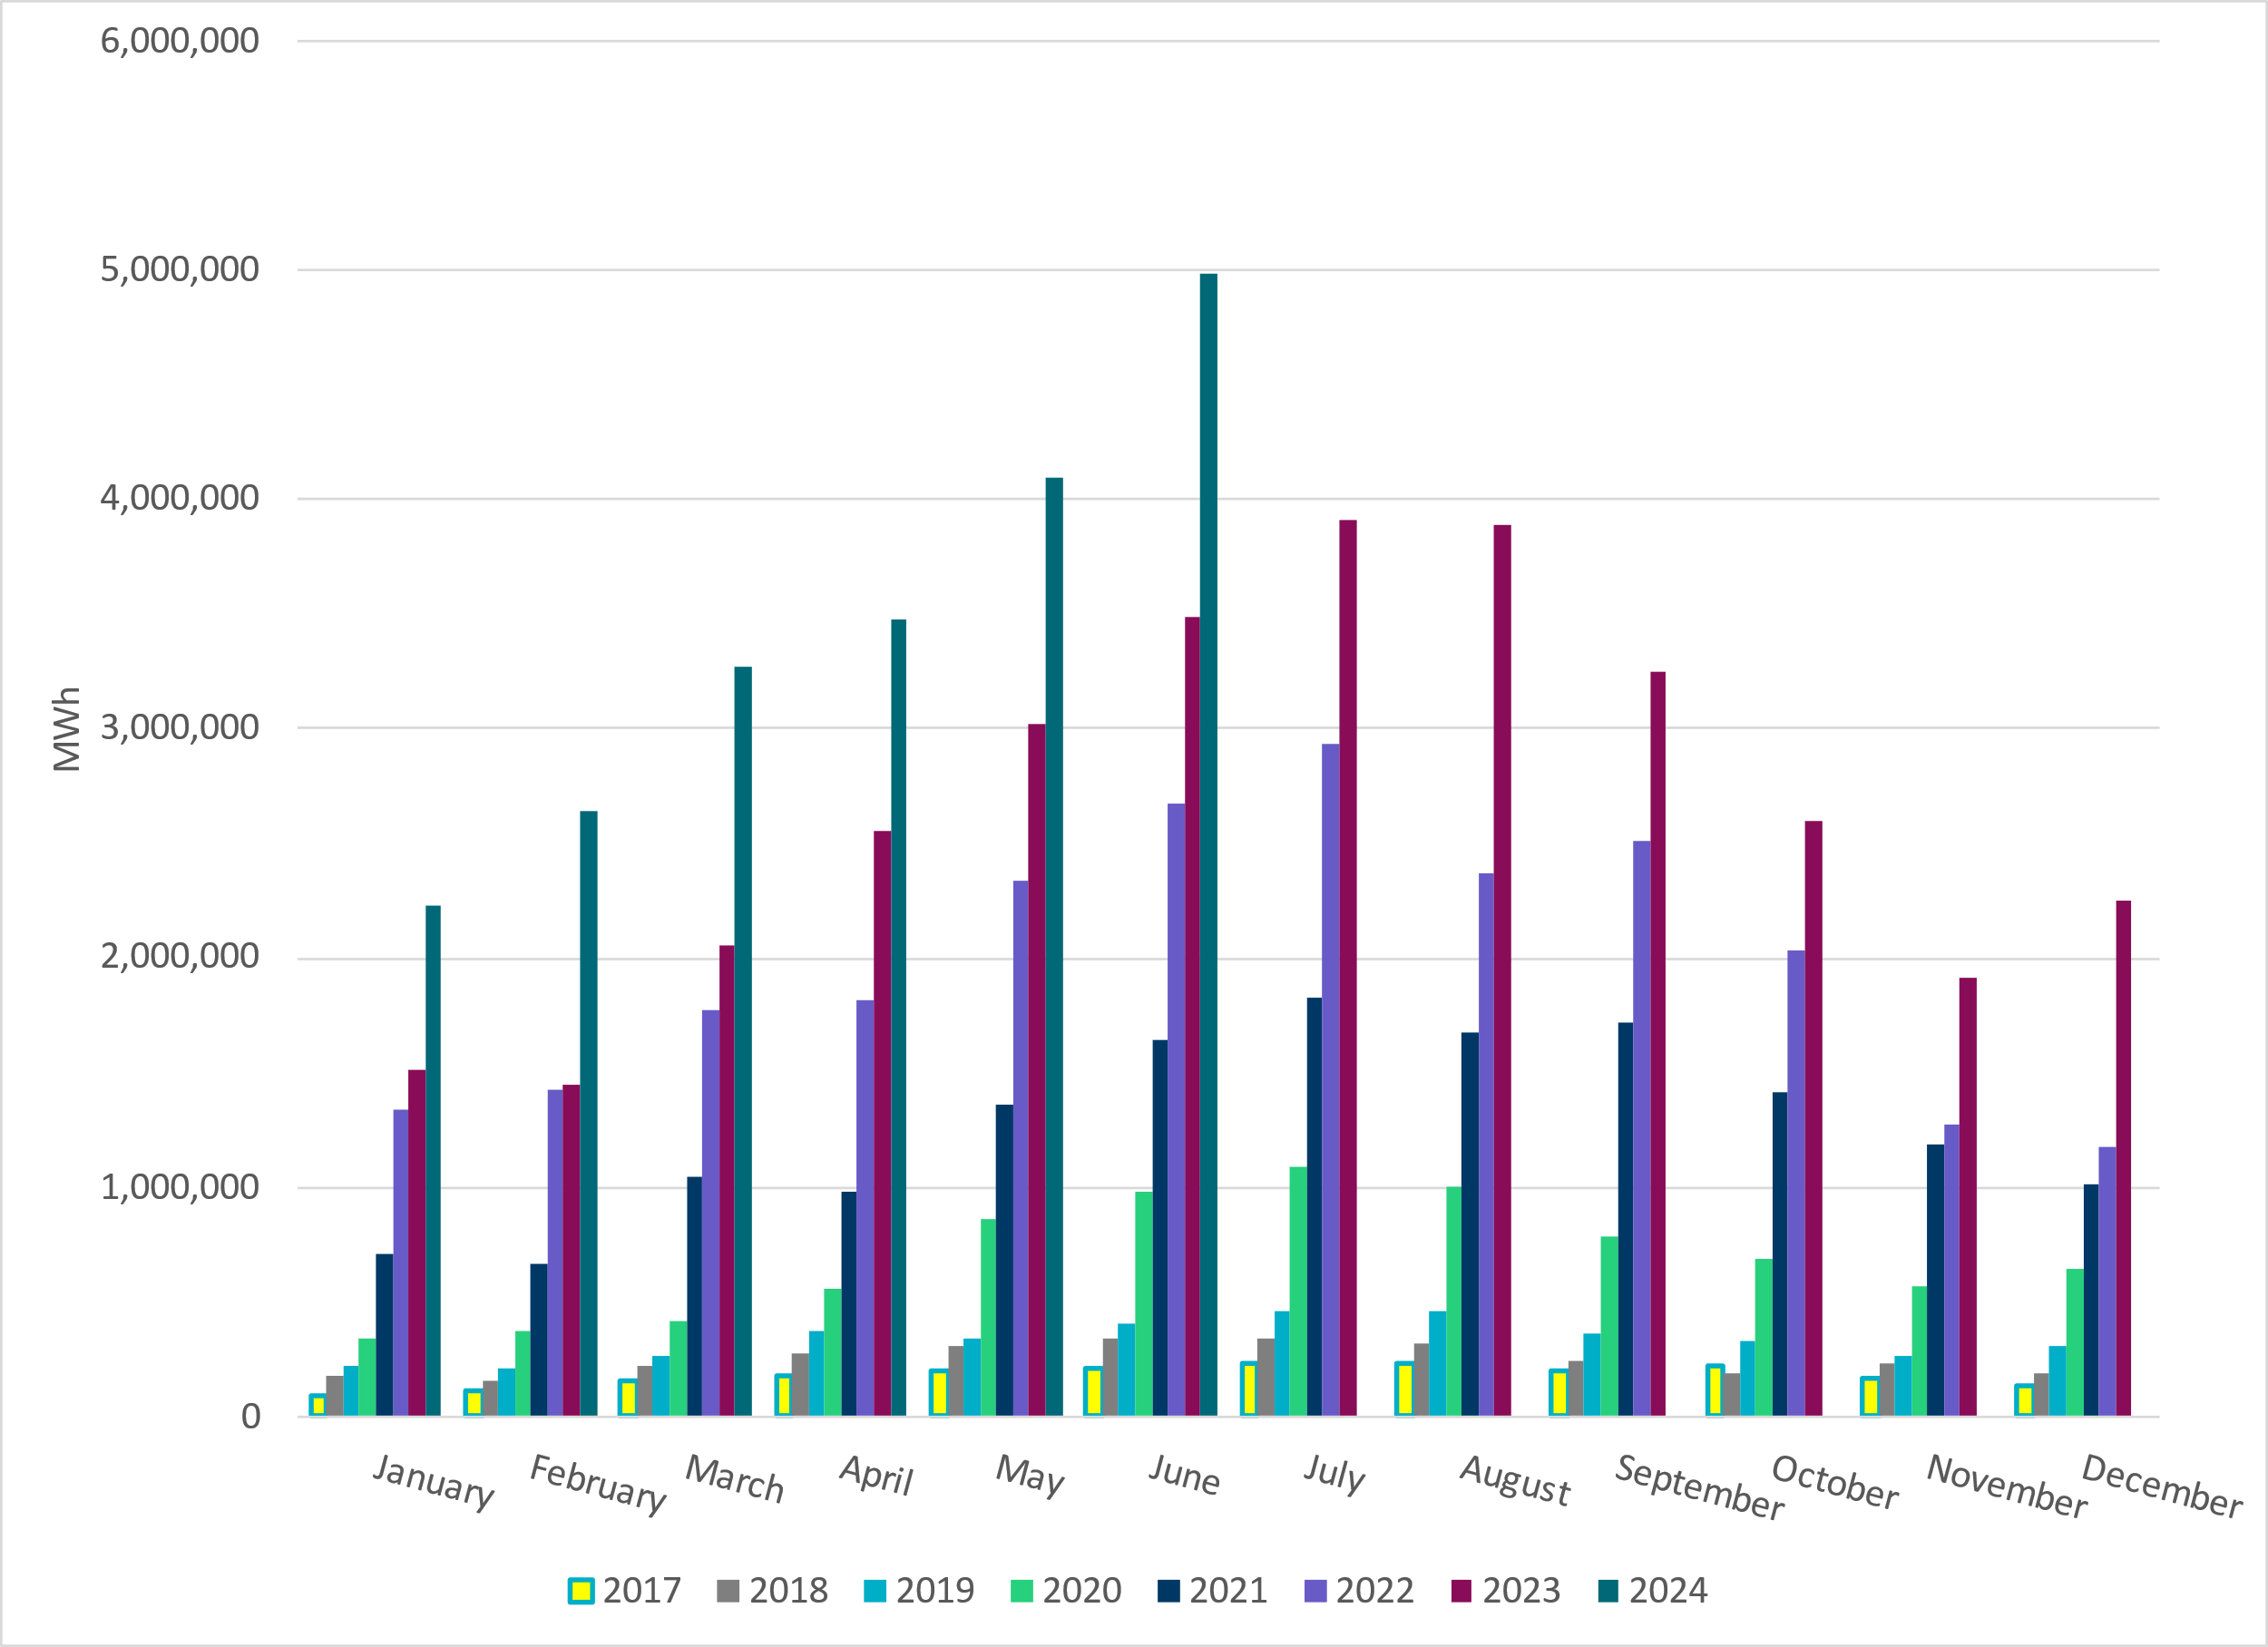 6,000,000
5,000,000
4,000,000
3,000,000
2,000,000
1,000,000
0
MWh
January February March April May June July August September October November December
2017 2018 2019 2020 2021 2022 2023 2024